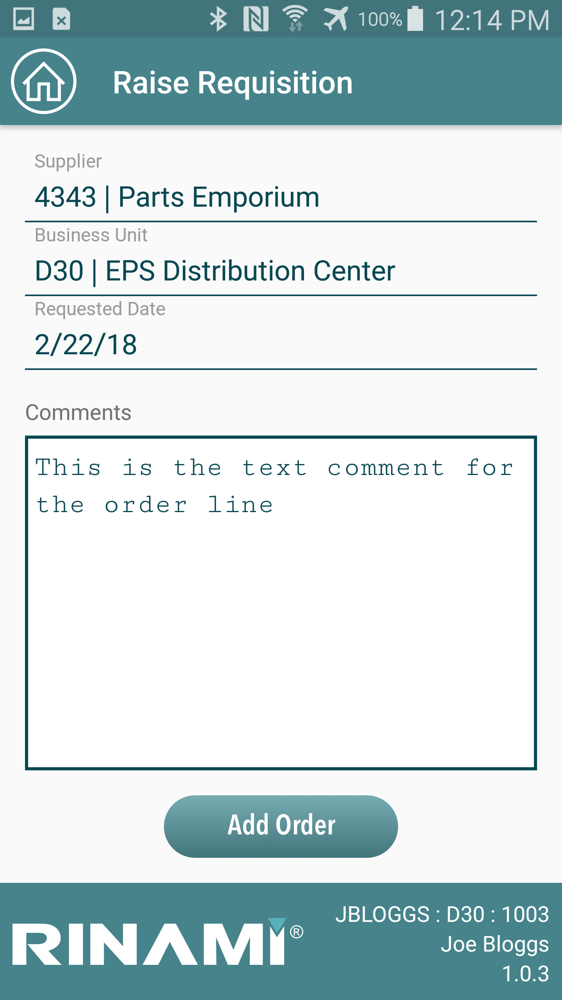 100% 12:14 PM
Raise Requisition
Supplier
4343 | Parts Emporium
Business Unit
D30 | EPS Distribution Center
Requested Date
2/22/18
Comments
This is the text comment for
the order line
Add Order
JBLOGGS : D30 : 1003
RINAMI®
Joe Bloggs
1.0.3